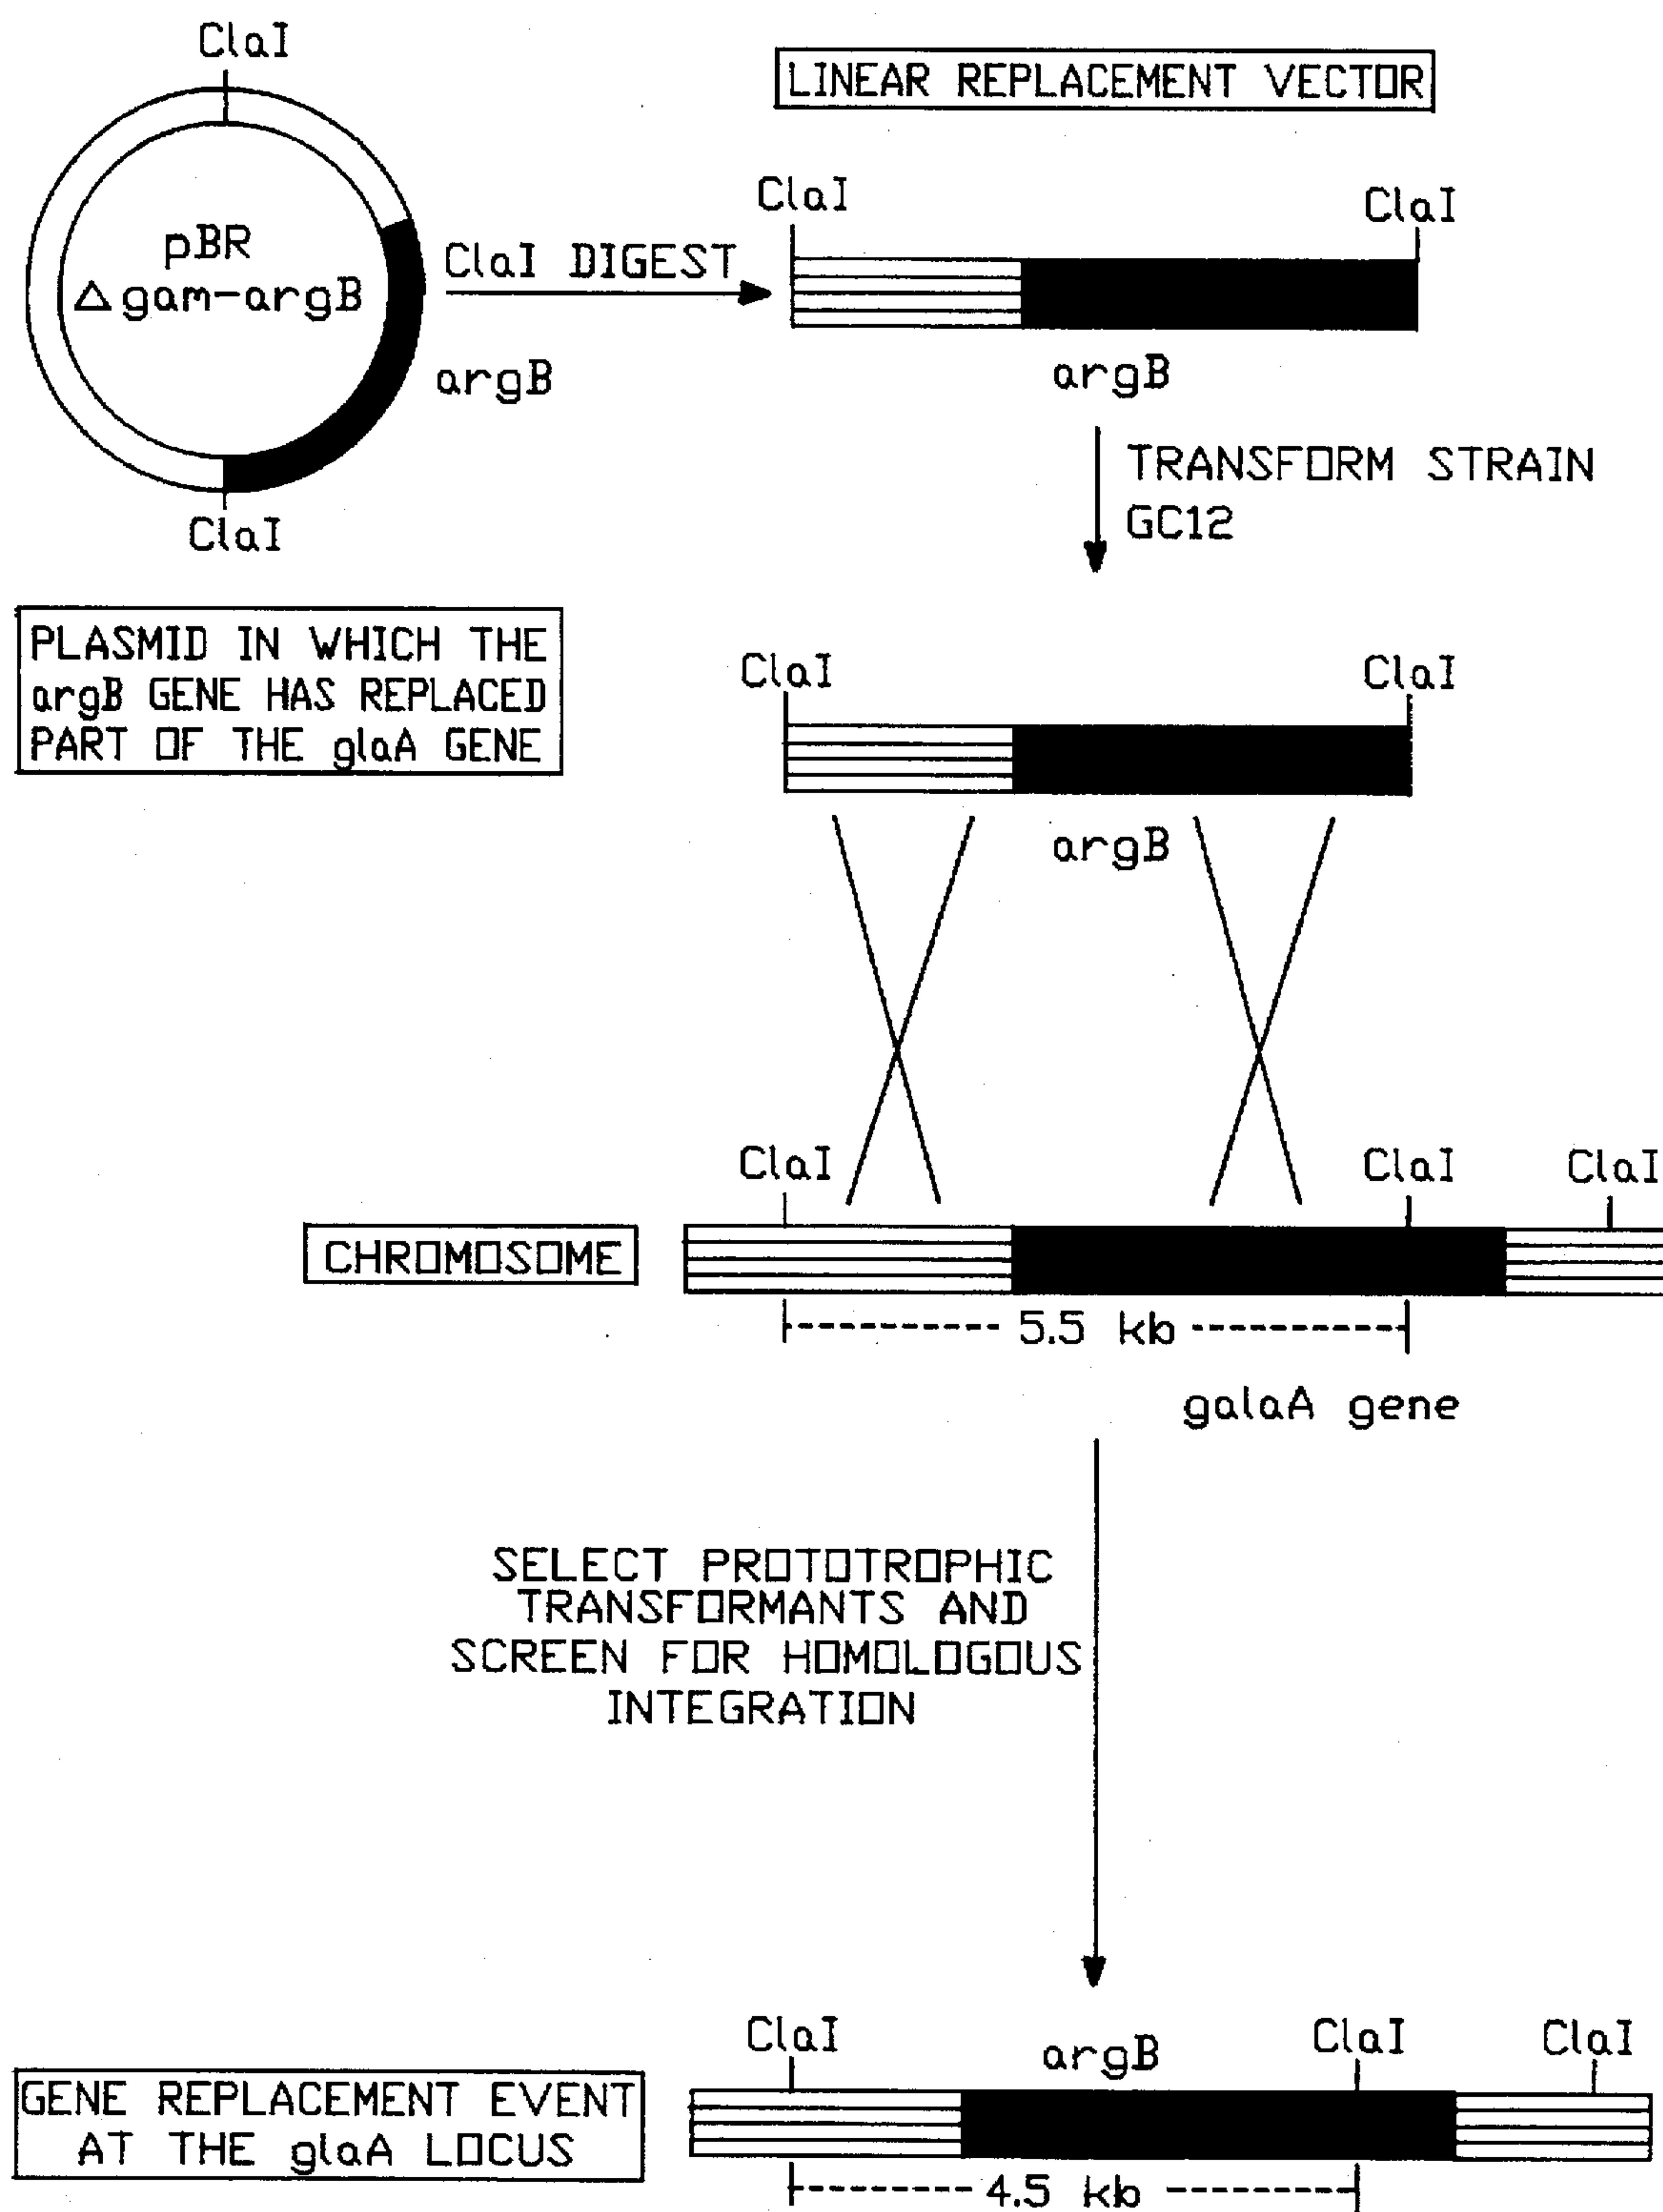 ClaI
pBR
△gam-argB
argB
ClaI
ClaI DIGEST
PLASMID IN WHICH THE
argB GENE HAS REPLACED
PART OF THE glaA GENE
LINEAR REPLACEMENT VECTOR
ClaI
ClaI
argB
TRANSFORM STRAIN
GC12
ClaI
ClaI
argB
ClaI
ClaI
ClaI
CHROMOSOME
5.5 kb
galaA gene
SELECT PROTOTROPHIC
TRANSFORMANTS AND
SCREEN FOR HOMOLOGOUS
INTEGRATION
ClaI
argB
ClaI
ClaI
GENE REPLACEMENT EVENT
AT THE glaA LOCUS
4.5 kb